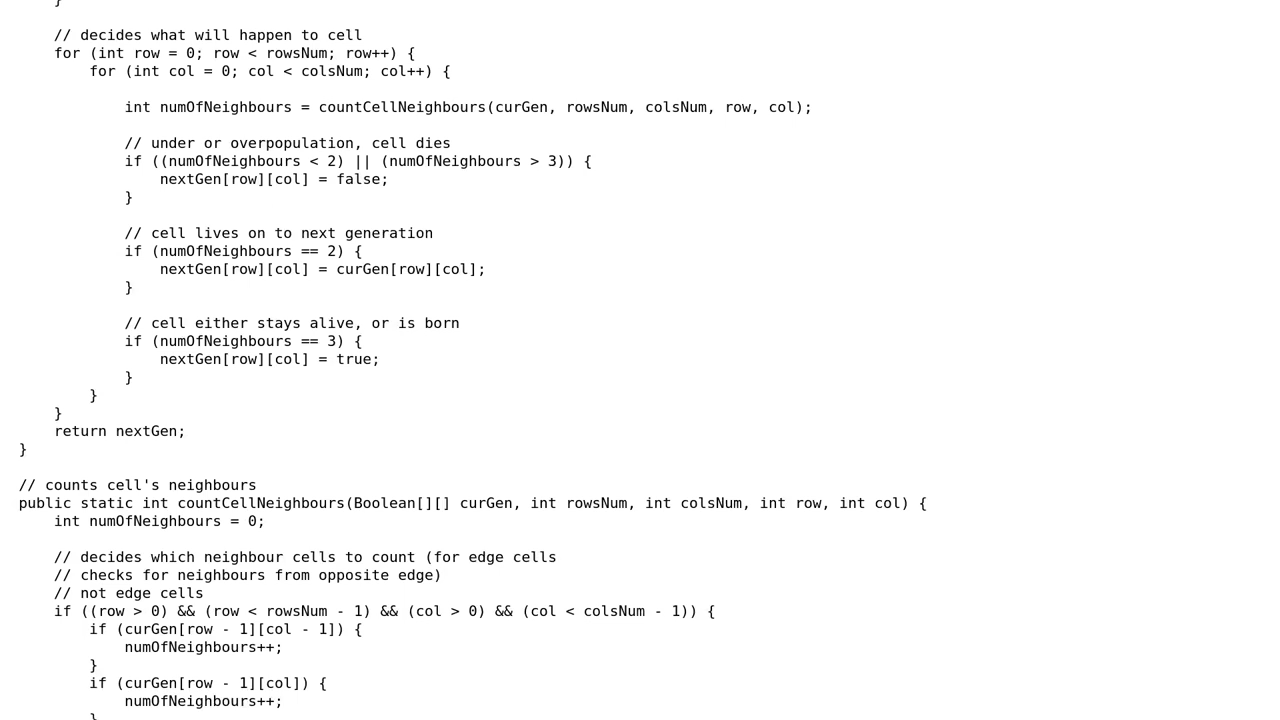 }

    // decides what will happen to cell
    for (int row = 0; row < rowsNum; row++) {
        for (int col = 0; col < colsNum; col++) {

            int numOfNeighbours = countCellNeighbours(curGen, rowsNum, colsNum, row, col);

            // under or overpopulation, cell dies
            if ((numOfNeighbours < 2) || (numOfNeighbours > 3)) {
                nextGen[row][col] = false;
            }

            // cell lives on to next generation
            if (numOfNeighbours == 2) {
                nextGen[row][col] = curGen[row][col];
            }

            // cell either stays alive, or is born
            if (numOfNeighbours == 3) {
                nextGen[row][col] = true;
            }
        }
    }
    return nextGen;
}

// counts cell's neighbours
public static int countCellNeighbours(Boolean[][] curGen, int rowsNum, int colsNum, int row, int col) {
    int numOfNeighbours = 0;

    // decides which neighbour cells to count (for edge cells
    // checks for neighbours from opposite edge)
    // not edge cells
    if ((row > 0) && (row < rowsNum - 1) && (col > 0) && (col < colsNum - 1)) {
        if (curGen[row - 1][col - 1]) {
            numOfNeighbours++;
        }
        if (curGen[row - 1][col]) {
            numOfNeighbours++;
        }